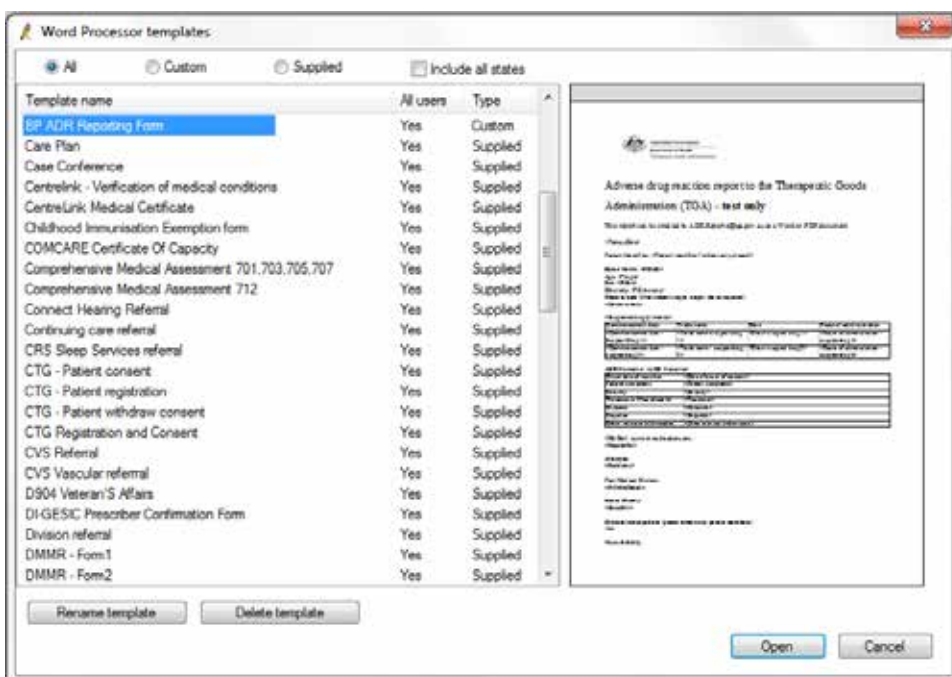 Word Processor templates
All Custom Supplied Include all states
Template name All users Type
BP ADR Reporting Form Yes Custom
Care Plan Yes Supplied
Case Conference Yes Supplied
Centrelink - Verification of medical conditions Yes Supplied
CentreLink Medical Certificate Yes Supplied
Childhood Immunisation Exemption form Yes Supplied
COMCARE Certificate Of Capacity Yes Supplied
Comprehensive Medical Assessment 701,703,705,707 Yes Supplied
Comprehensive Medical Assessment 712 Yes Supplied
Connect Hearing Referral Yes Supplied
Continuing care referral Yes Supplied
CRS Sleep Services referral Yes Supplied
CTG - Patient consent Yes Supplied
CTG - Patient registration Yes Supplied
CTG - Patient withdraw consent Yes Supplied
CTG Registration and Consent Yes Supplied
CVS Referral Yes Supplied
CVS Vascular referral Yes Supplied
D904 Veteran'S Affairs Yes Supplied
DI-GESIC Prescriber Confirmation Form Yes Supplied
Division referral Yes Supplied
DMMR - Form1 Yes Supplied
DMMR - Form2 Yes Supplied
Adverse drug reaction report to the Therapeutic Goods
Administration (TGA) - test only
Rename template Delete template
Open Cancel